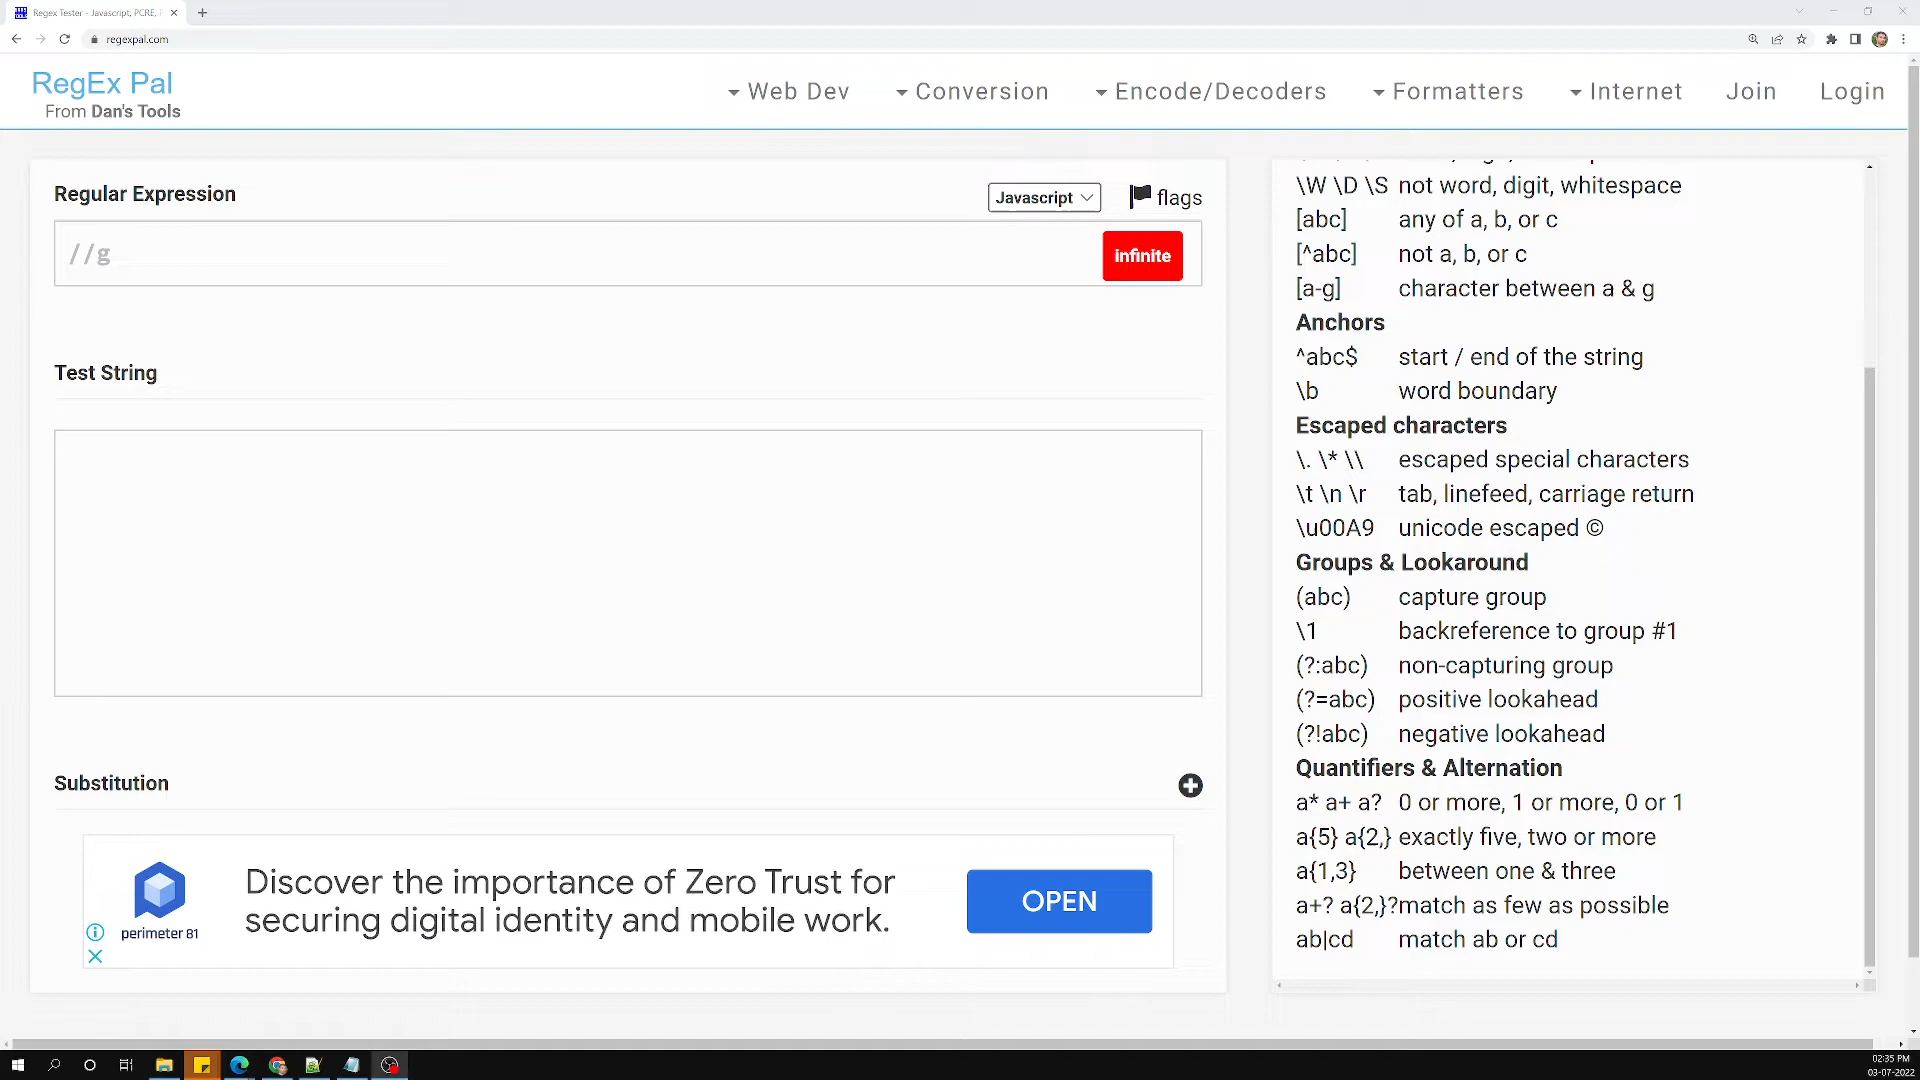 Regex Tester - Javascript, PCRE,
regexpal.com
RegEx Pal
From Dan's Tools
Web Dev
Conversion
Encode/Decoders
Formatters
Internet
Join
Login
Regular Expression
Javascript
flags
//g
infinite
Test String
Substitution
perimeter 81
Discover the importance of Zero Trust for
securing digital identity and mobile work.
OPEN
\W \D \S not word, digit, whitespace
[abc] any of a, b, or c
[^abc] not a, b, or c
[a-g] character between a & g
Anchors
^abc$ start / end of the string
\b word boundary
Escaped characters
\. \* \\ escaped special characters
\t \n \r tab, linefeed, carriage return
\u00A9 unicode escaped ©
Groups & Lookaround
(abc) capture group
\1 backreference to group #1
(?:abc) non-capturing group
(?=abc) positive lookahead
(?!abc) negative lookahead
Quantifiers & Alternation
a* a+ a? 0 or more, 1 or more, 0 or 1
a{5} a{2,} exactly five, two or more
a{1,3} between one & three
a+? a{2,}?match as few as possible
ab|cd match ab or cd
02:35 PM
03-07-2022